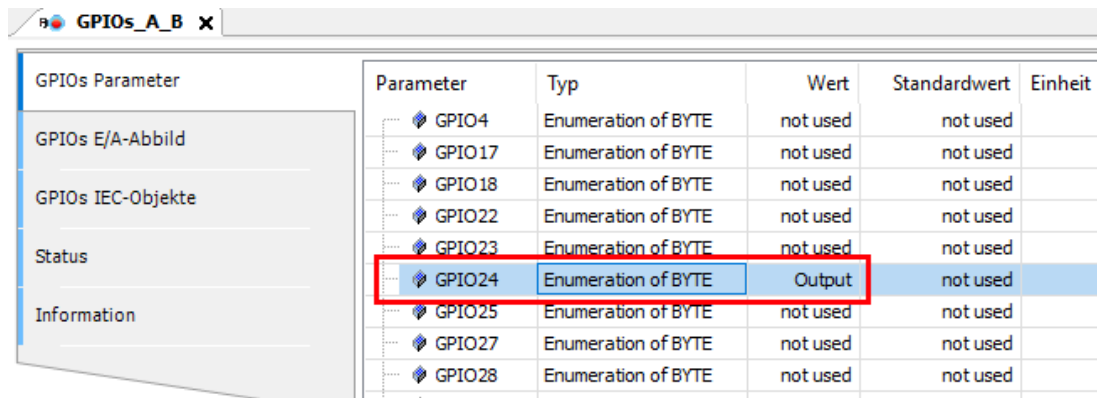 GPIOs_A_B x
GPIOs Parameter
GPIOs E/A-Abbild
GPIOs IEC-Objekte
Status
Information
Parameter Typ Wert Standardwert Einheit
GPIO4 Enumeration of BYTE not used not used
GPIO17 Enumeration of BYTE not used not used
GPIO18 Enumeration of BYTE not used not used
GPIO22 Enumeration of BYTE not used not used
GPIO23 Enumeration of BYTE not used not used
GPIO24 Enumeration of BYTE Output not used
GPIO25 Enumeration of BYTE not used not used
GPIO27 Enumeration of BYTE not used not used
GPIO28 Enumeration of BYTE not used not used